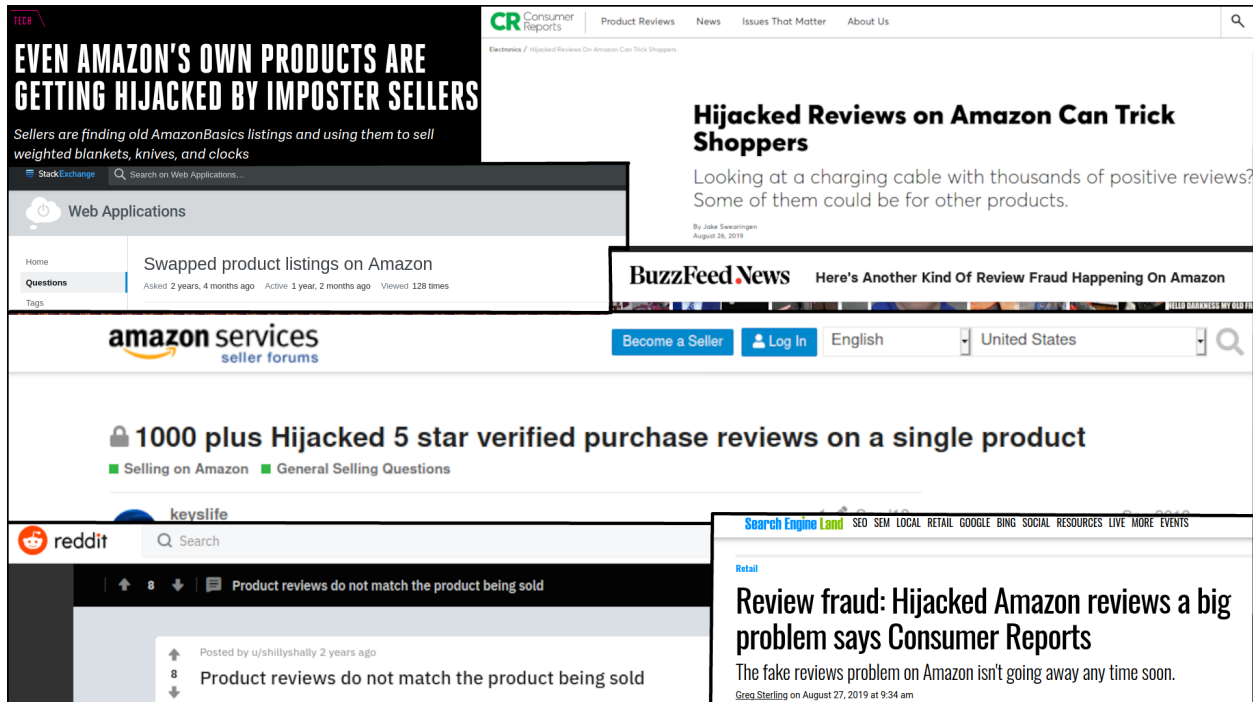 TECH
EVEN AMAZON'S OWN PRODUCTS ARE
GETTING HIJACKED BY IMPOSTER SELLERS
Sellers are finding old AmazonBasics listings and using them to sell
weighted blankets, knives, and clocks
CR Consumer Reports
Product Reviews News Issues That Matter About Us
Electronics / Hijacked Reviews On Amazon Can Trick Shoppers
Hijacked Reviews on Amazon Can Trick
Shoppers
Looking at a charging cable with thousands of positive reviews?
Some of them could be for other products.
By Jake Swearingen
August 26, 2019
StackExchange Search on Web Applications...
Web Applications
Home
Questions
Tags
Swapped product listings on Amazon
Asked 2 years, 4 months ago Active 1 year, 2 months ago Viewed 128 times
BuzzFeed News Here's Another Kind Of Review Fraud Happening On Amazon
HELLO DARKNESS MY OLD FR
amazon services
seller forums
Become a Seller Log In English United States
1000 plus Hijacked 5 star verified purchase reviews on a single product
Selling on Amazon General Selling Questions
keyslife
reddit Search
8 Product reviews do not match the product being sold
Posted by u/shillyshally 2 years ago
8
Product reviews do not match the product being sold
Search Engine Land SEO SEM LOCAL RETAIL GOOGLE BING SOCIAL RESOURCES LIVE MORE EVENTS
Retail
Review fraud: Hijacked Amazon reviews a big
problem says Consumer Reports
The fake reviews problem on Amazon isn't going away any time soon.
Greg Sterling on August 27, 2019 at 9:34 am